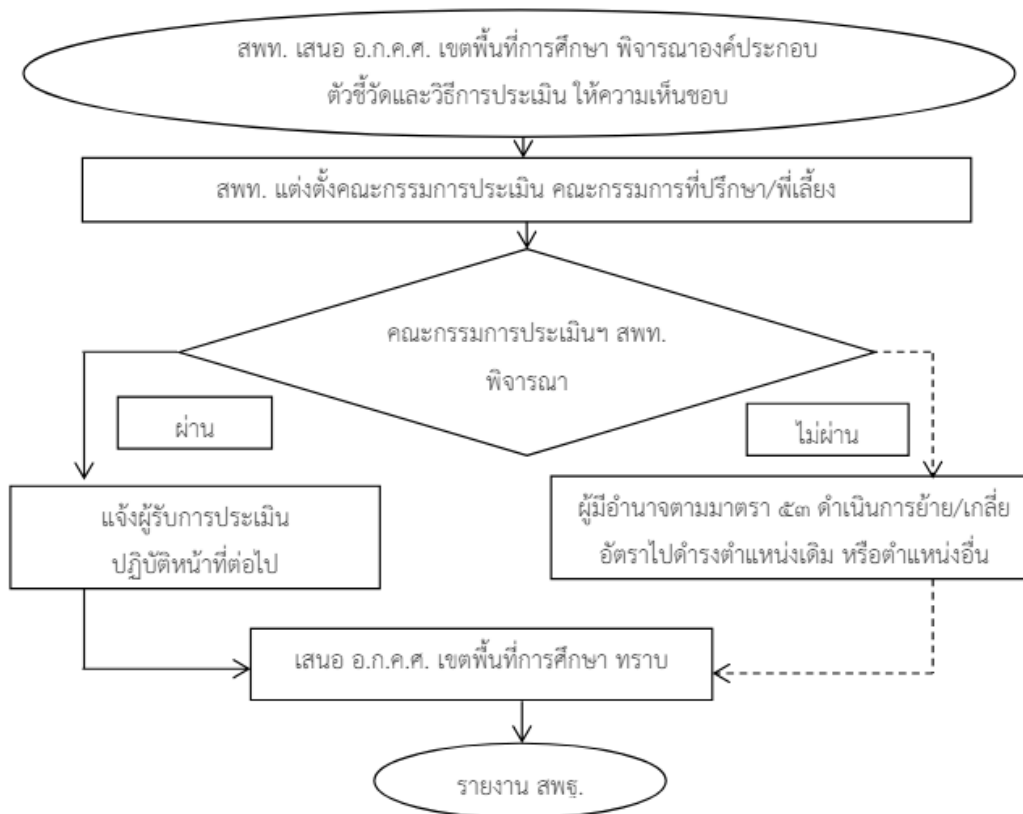 สพท. เสนอ อ.ก.ค.ศ. เขตพื้นที่การศึกษา พิจารณาองค์ประกอบ
ตัวชี้วัดและวิธีการประเมิน ให้ความเห็นชอบ
สพท. แต่งตั้งคณะกรรมการประเมิน คณะกรรมการที่ปรึกษา/พี่เลี้ยง
คณะกรรมการประเมินฯ สพท.
พิจารณา
ผ่าน
ไม่ผ่าน
แจ้งผู้รับการประเมิน
ปฏิบัติหน้าที่ต่อไป
ผู้มีอำนาจตามมาตรา ๕๓ ดำเนินการย้าย/เกลี่ย
อัตราไปดำรงตำแหน่งเดิม หรือตำแหน่งอื่น
เสนอ อ.ก.ค.ศ. เขตพื้นที่การศึกษา ทราบ
รายงาน สพฐ.